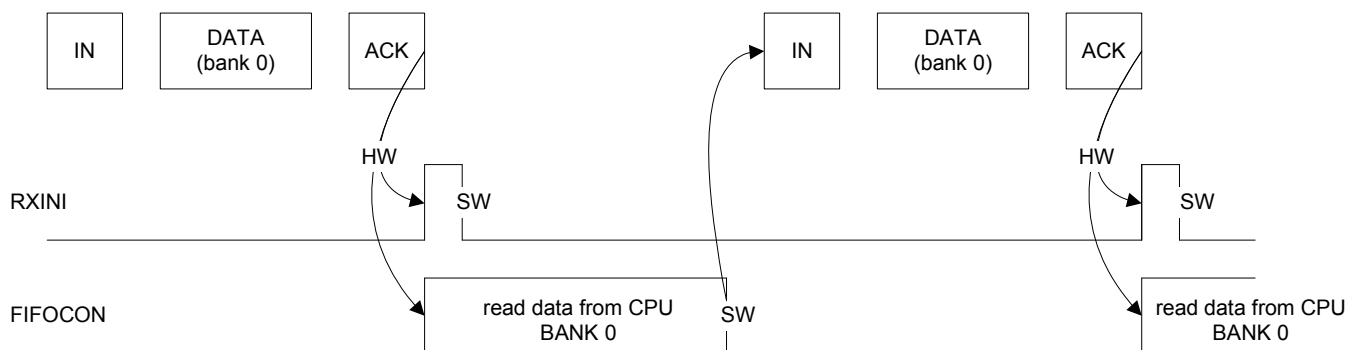 IN
DATA
(bank 0)
ACK
IN
DATA
(bank 0)
ACK
HW
HW
RXINI
SW
SW
FIFOCON
read data from CPU
BANK 0
SW
read data from CPU
BANK 0